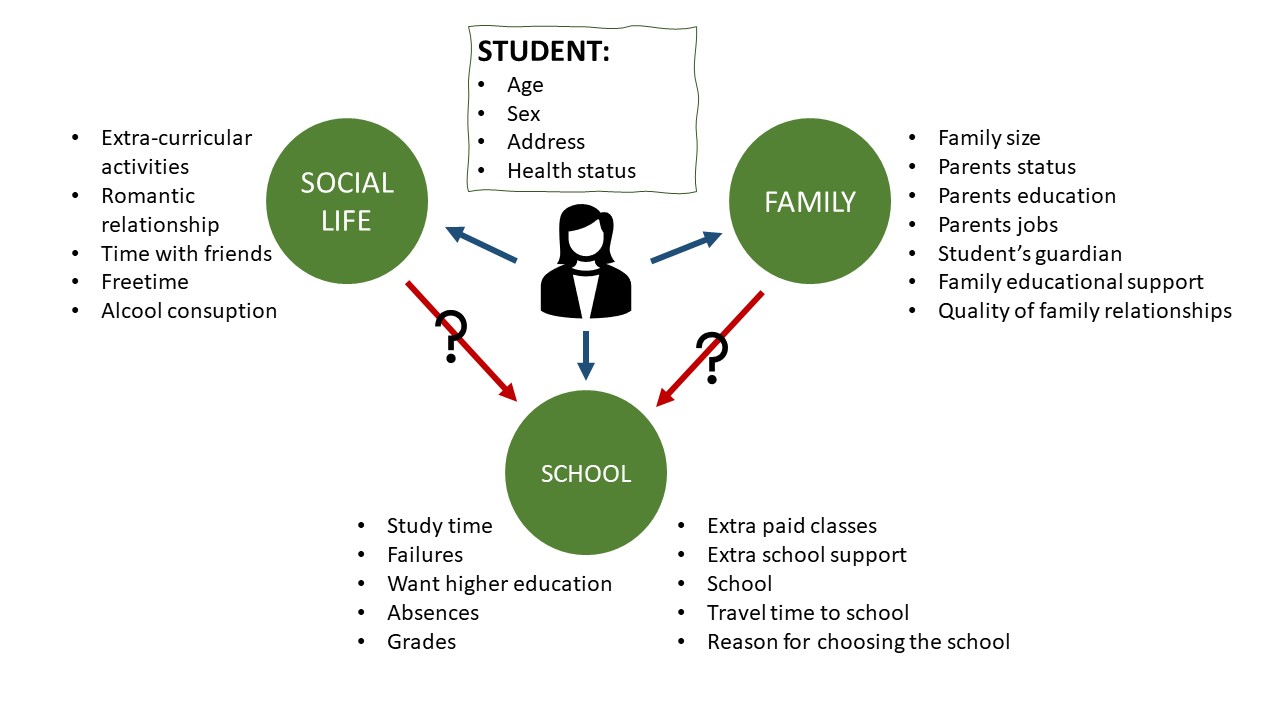 STUDENT:
• Age
• Sex
• Address
• Health status
• Extra-curricular
activities
• Romantic
relationship
• Time with friends
• Freetime
• Alcool consuption
SOCIAL
LIFE
FAMILY
• Family size
• Parents status
• Parents education
• Parents jobs
• Student’s guardian
• Family educational support
• Quality of family relationships
?
?
SCHOOL
• Study time
• Failures
• Want higher education
• Absences
• Grades
• Extra paid classes
• Extra school support
• School
• Travel time to school
• Reason for choosing the school